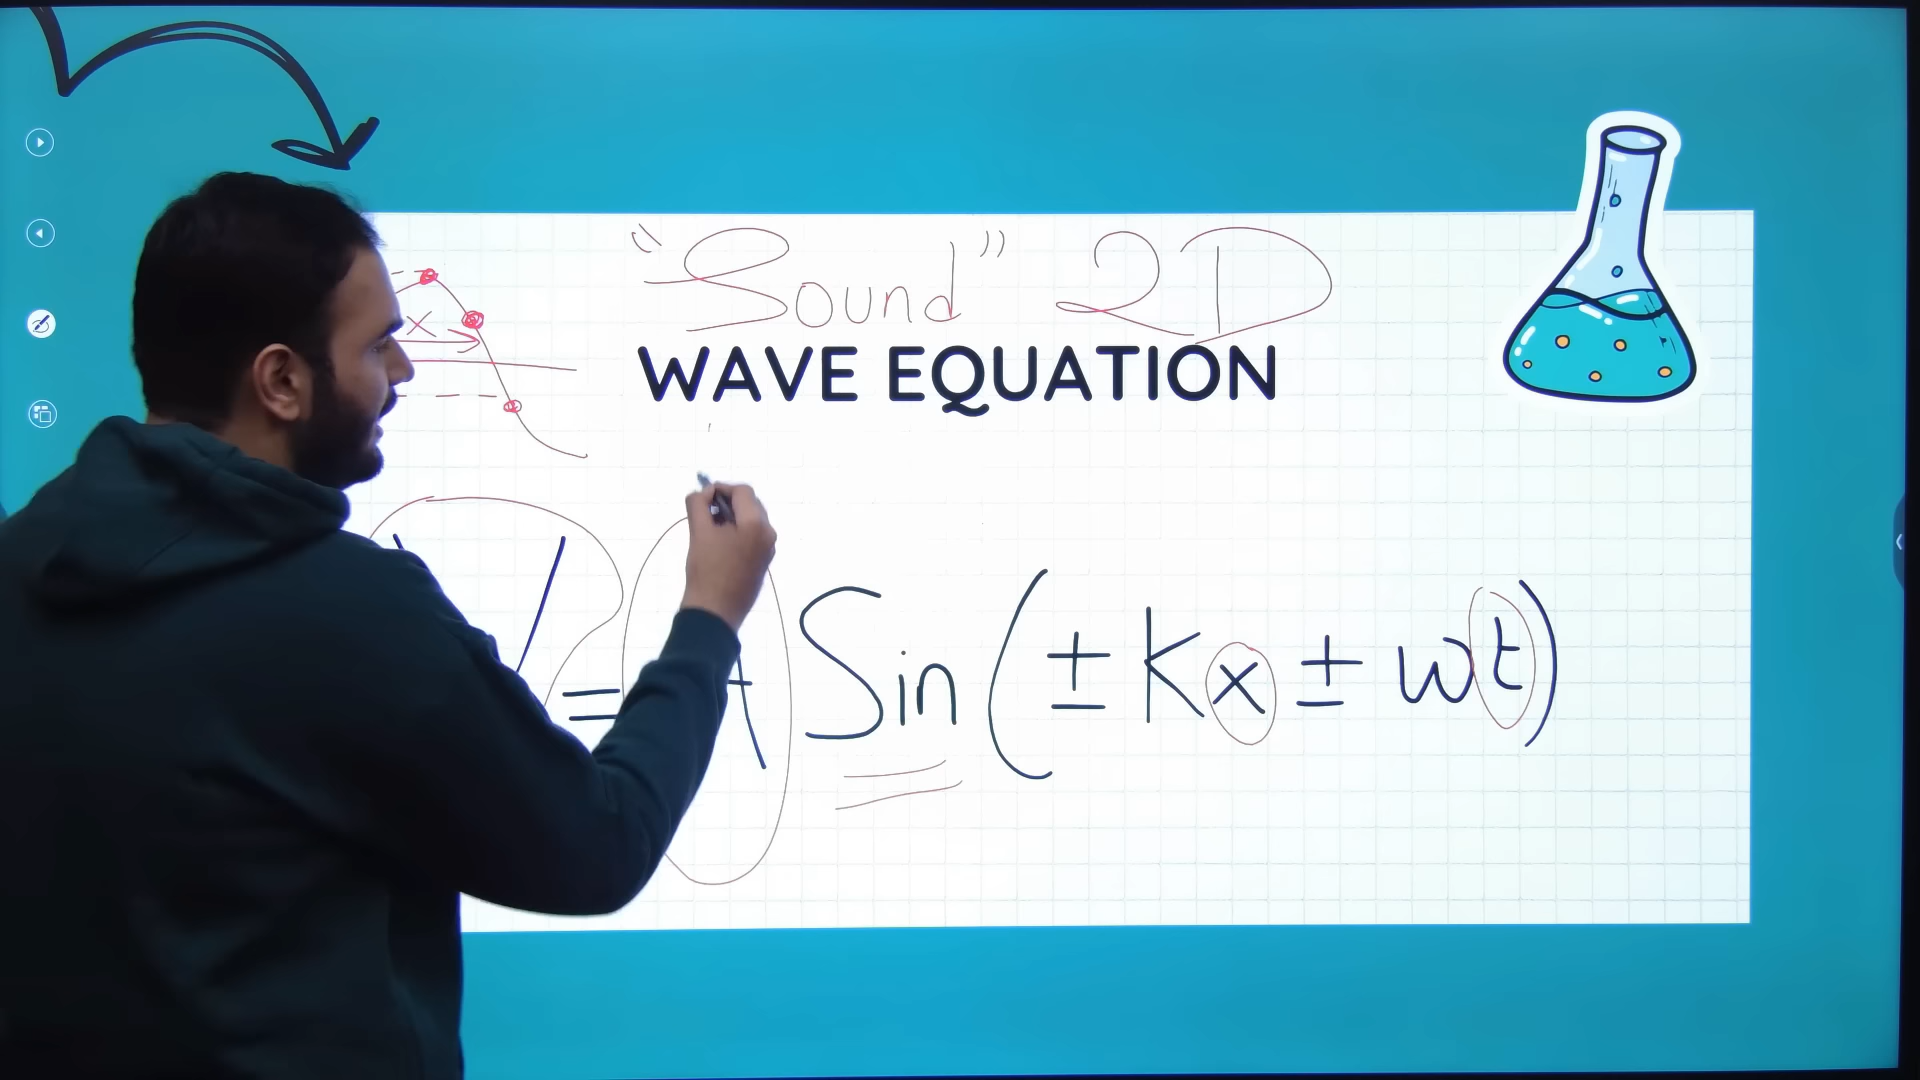 "Sound" 2D
x
WAVE EQUATION
= A Sin (± Kx ± wt)